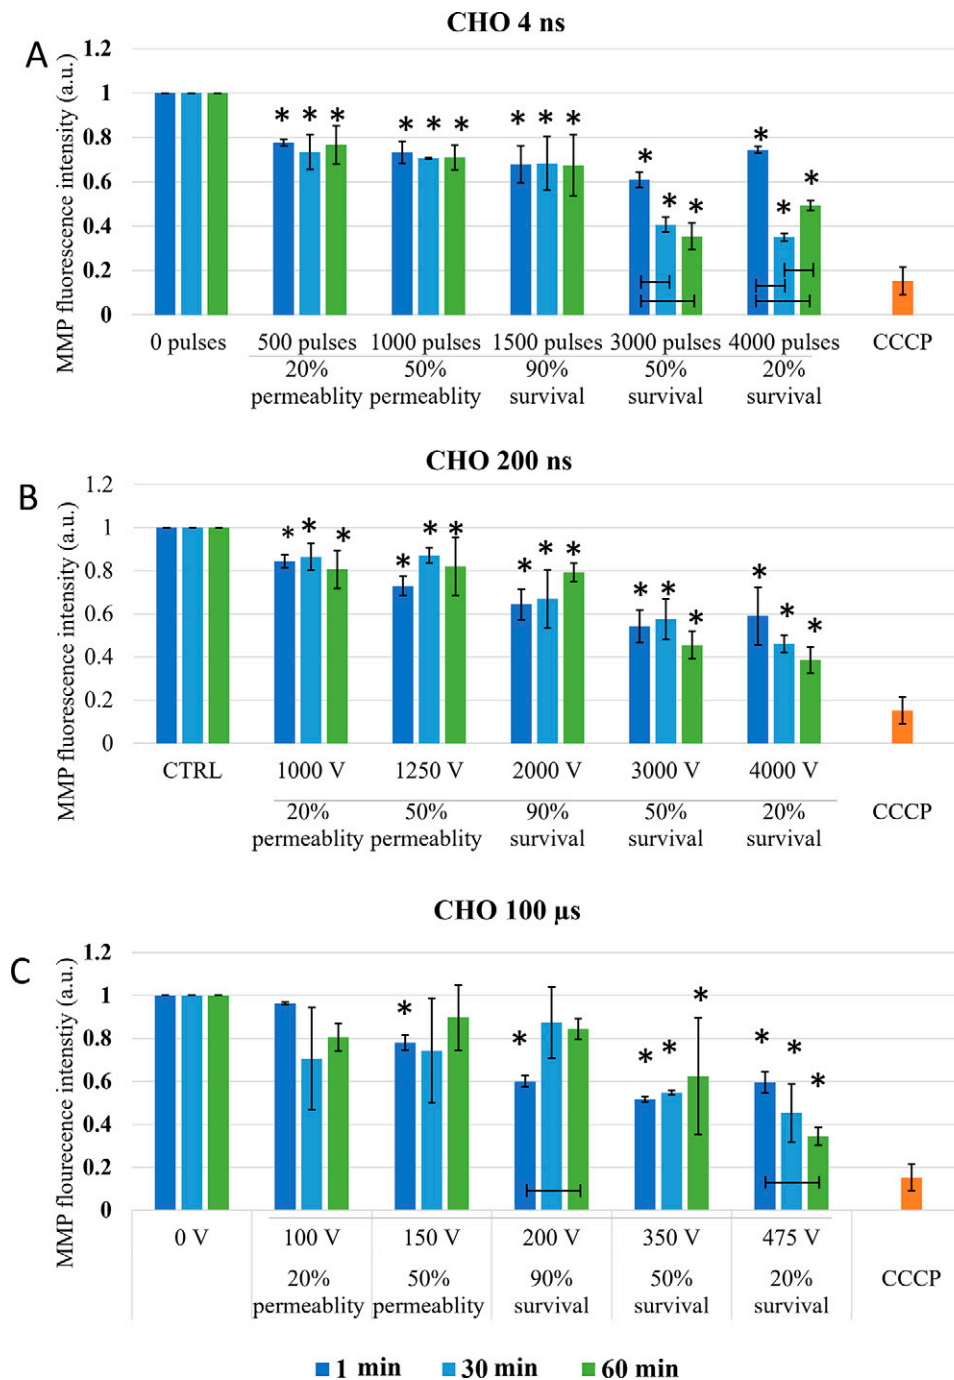 CHO 4 ns
A
MMP fluorescence intensity (a.u.)
1.2
1
0.8
0.6
0.4
0.2
0
* * * * * * * * * * * * * * *
0 pulses 500 pulses 1000 pulses 1500 pulses 3000 pulses 4000 pulses CCCP
20% 50% 90% 50% 20%
permeablity permeablity survival survival survival
CHO 200 ns
B
MMP fluorescence intensity (a.u.)
1.2
1
0.8
0.6
0.4
0.2
0
* * * * * * * * * * * * * * *
CTRL 1000 V 1250 V 2000 V 3000 V 4000 V
20% 50% 90% 50% 20% CCCP
permeablity permeablity survival survival survival
CHO 100 µs
C
MMP flourecence intenstiy (a.u.)
1.2
1
0.8
0.6
0.4
0.2
0
* * * * * * * *
0 V 100 V 150 V 200 V 350 V 475 V
20% 50% 90% 50% 20% CCCP
permeablity permeablity survival survival survival
1 min 30 min 60 min